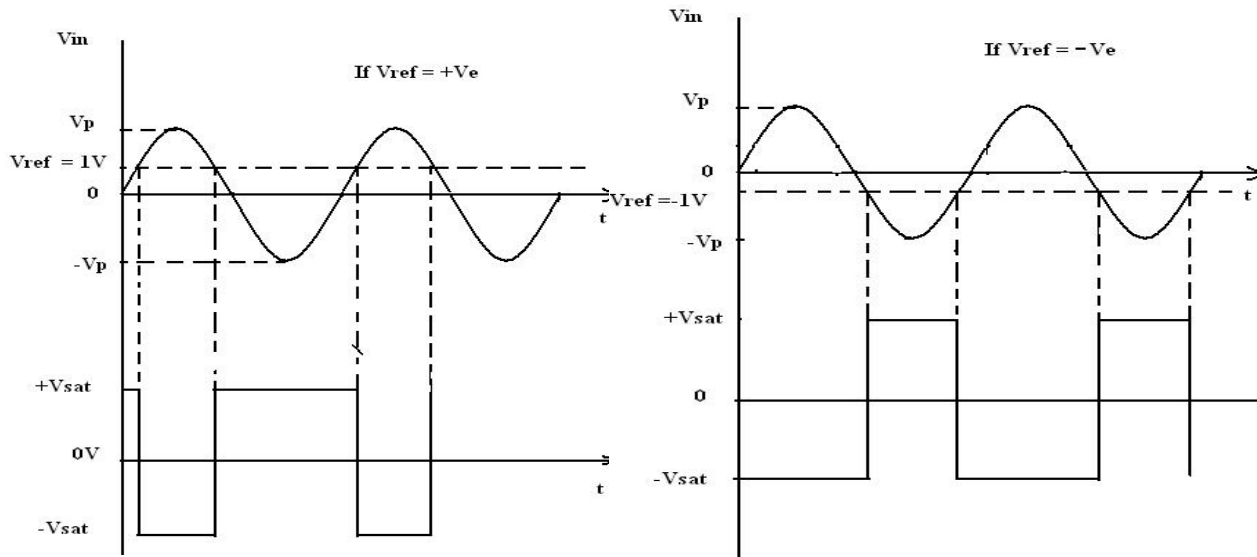 Vin
If Vref = +Ve
Vp
Vref = 1V
0
t
-Vp
+Vsat
0V
t
-Vsat
Vin
If Vref = -Ve
Vp
0
t
Vref =-1V
-Vp
+Vsat
0
-Vsat